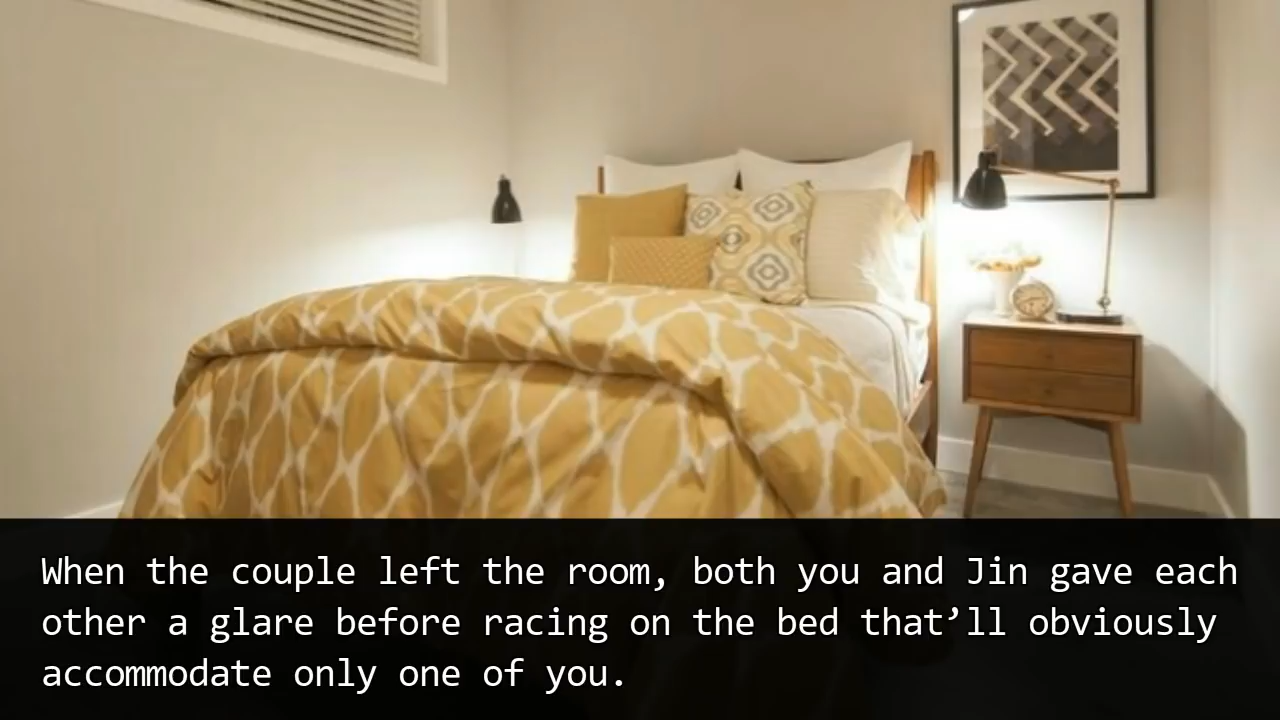 When the couple left the room, both you and Jin gave each
other a glare before racing on the bed that’ll obviously
accommodate only one of you.